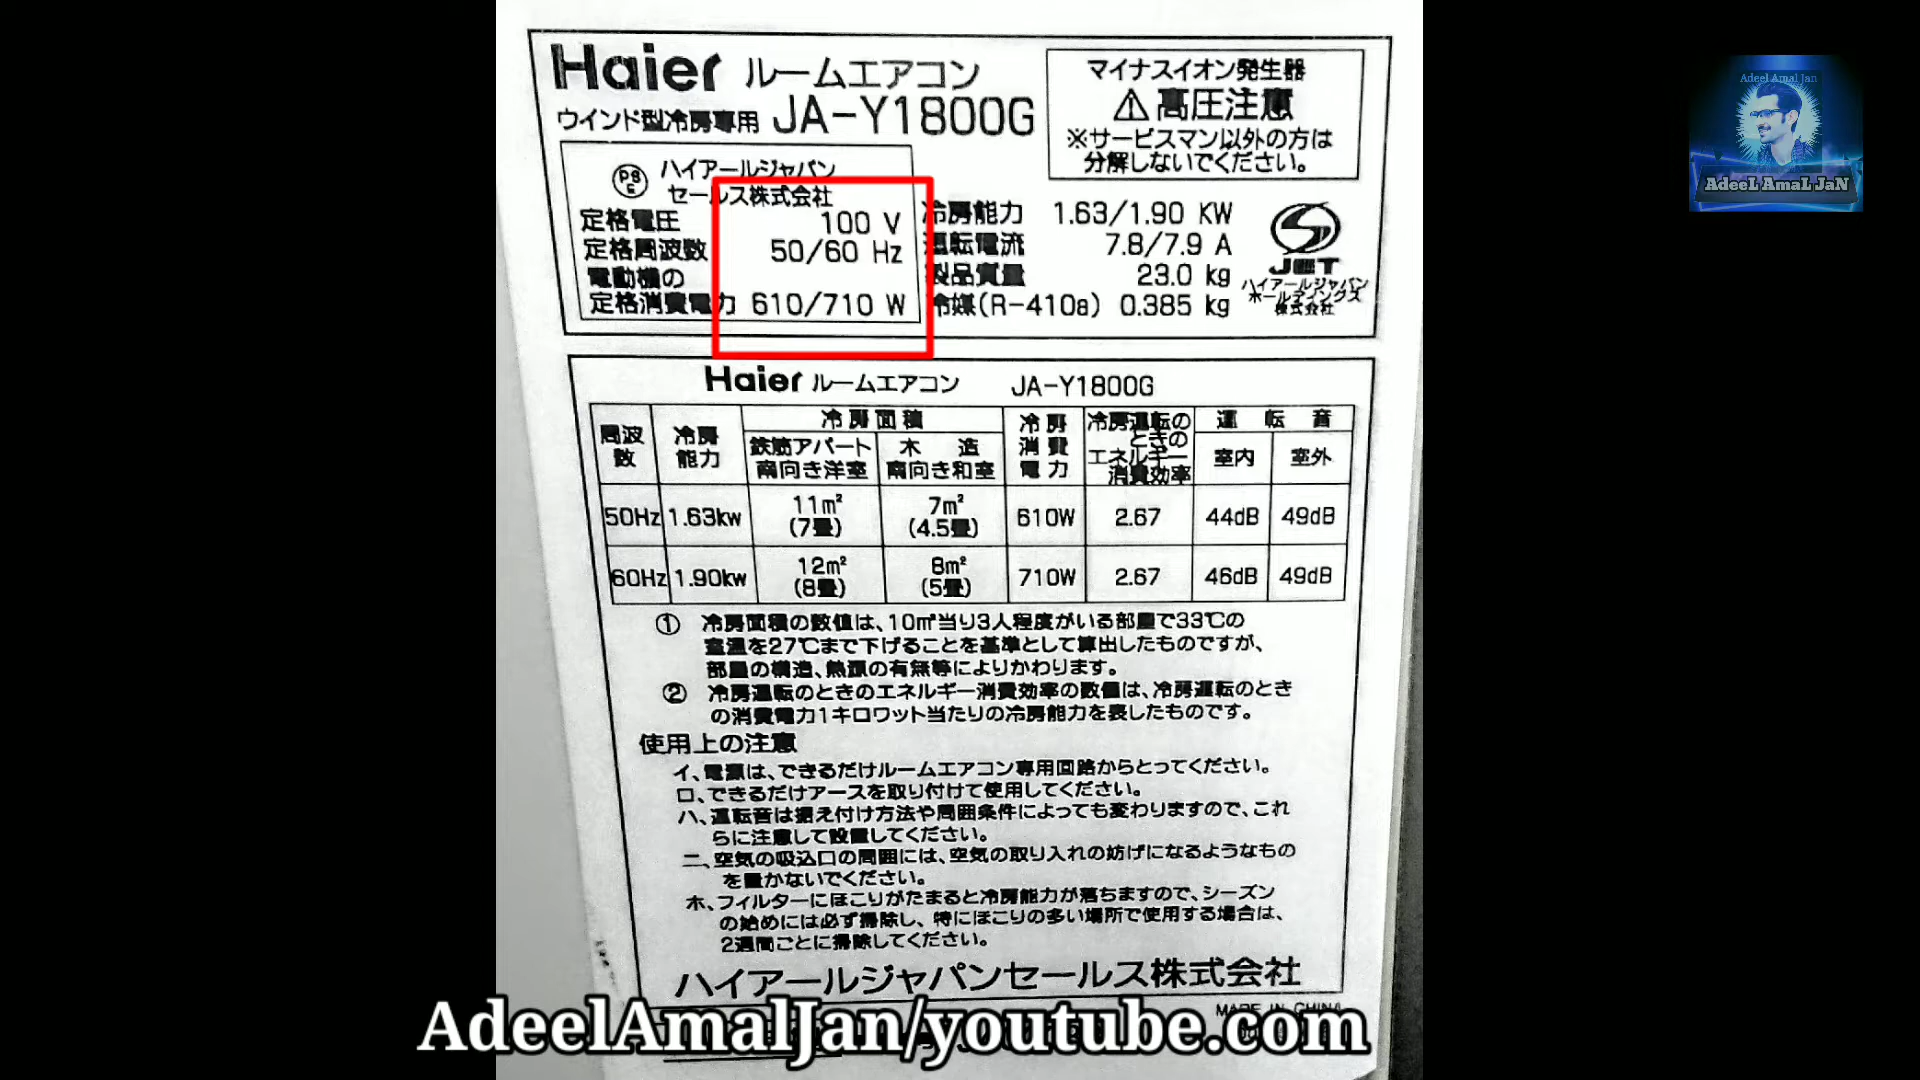 Haier ルームエアコン
ウインド型冷房専用 JA-Y1800G
マイナスイオン発生器
⚠高圧注意
※サービスマン以外の方は
分解しないでください。
PS
E
ハイアールジャパン
セールス株式会社
定格電圧 100 V
定格周波数 50/60 Hz
電動機の
定格消費電力 610/710 W
冷房能力 1.63/1.90 KW
運転電流 7.8/7.9 A
製品質量 23.0 kg
冷媒(R-410a) 0.385 kg
JET
ハイアールジャパン
ホールディングス
株式会社
Haier ルームエアコン JA-Y1800G
周波数 冷房能力 冷房面積 冷房消費電力 冷房運転のときのエネルギー消費効率 運転音
鉄筋アパート南向き洋室 木造南向き和室 室内 室外
50Hz 1.63kw 11㎡(7畳) 7㎡(4.5畳) 610W 2.67 44dB 49dB
60Hz 1.90kw 12㎡(8畳) 8㎡(5畳) 710W 2.67 46dB 49dB
① 冷房面積の数値は、10㎡当り3人程度がいる部屋で33℃の
室温を27℃まで下げることを基準として算出したものですが、
部屋の構造、熱源の有無等によりかわります。
② 冷房運転のときのエネルギー消費効率の数値は、冷房運転のとき
の消費電力1キロワット当たりの冷房能力を表したものです。
使用上の注意
イ、電源は、できるだけルームエアコン専用回路からとってください。
ロ、できるだけアースを取り付けて使用してください。
ハ、運転音は据え付け方法や周囲条件によっても変わりますので、これ
らに注意して設置してください。
ニ、空気の吸込口の周囲には、空気の取り入れの妨げになるようなもの
を置かないでください。
ホ、フィルターにほこりがたまると冷房能力が落ちますので、シーズン
の始めには必ず掃除し、特にほこりの多い場所で使用する場合は、
2週間ごとに掃除してください。
ハイアールジャパンセールス株式会社
MADE IN CHINA
AdeelAmalJan/youtube.com
Adeel Amal Jan
AdeeL AmaL JaN